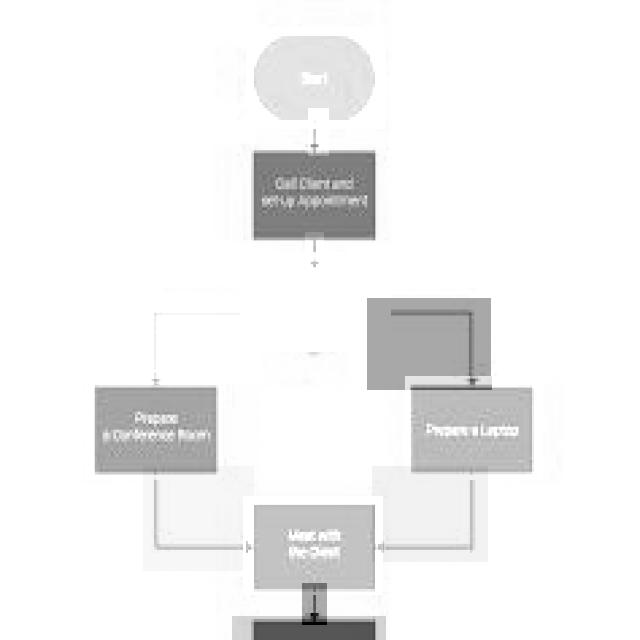 Start
Call Client and
set-up Appointment
Prepare
a Conference Room
Prepare a Laptop
Meet with
the Client